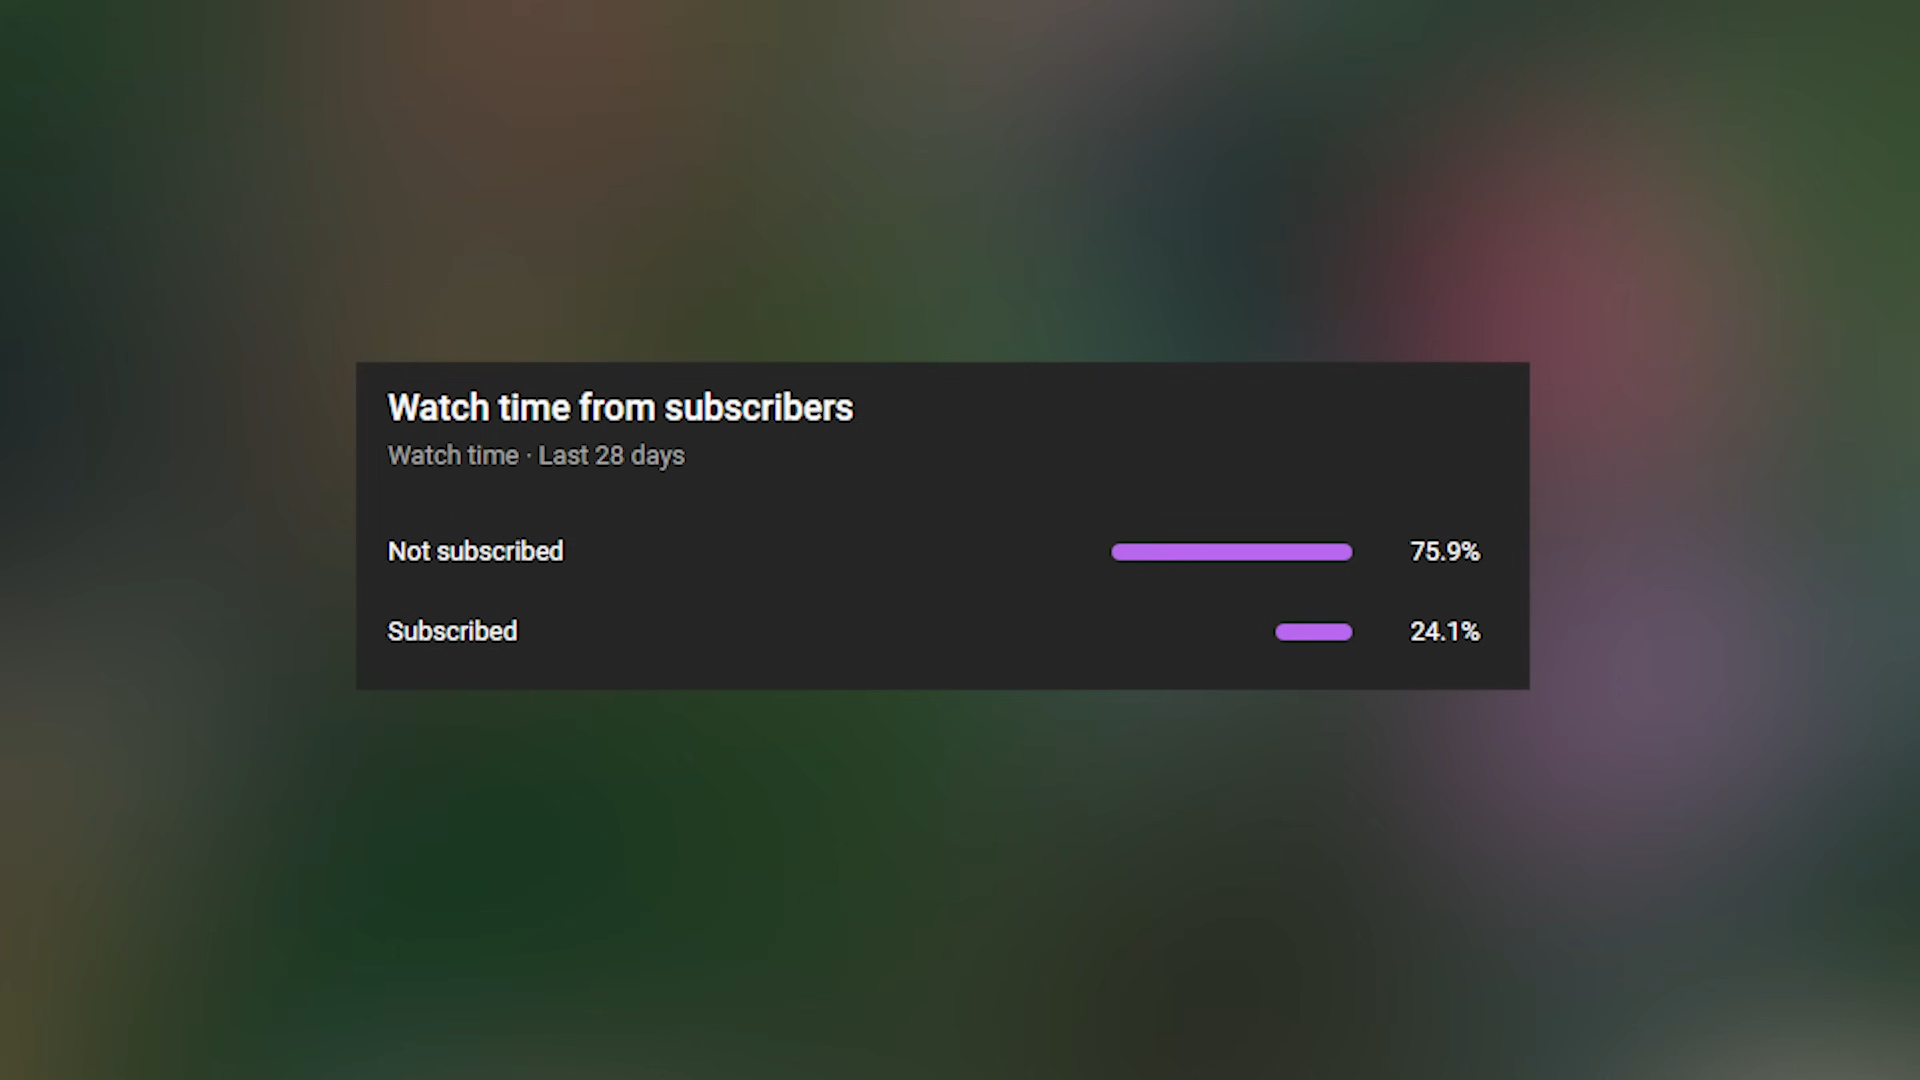 Watch time from subscribers
Watch time · Last 28 days
Not subscribed 75.9%
Subscribed 24.1%